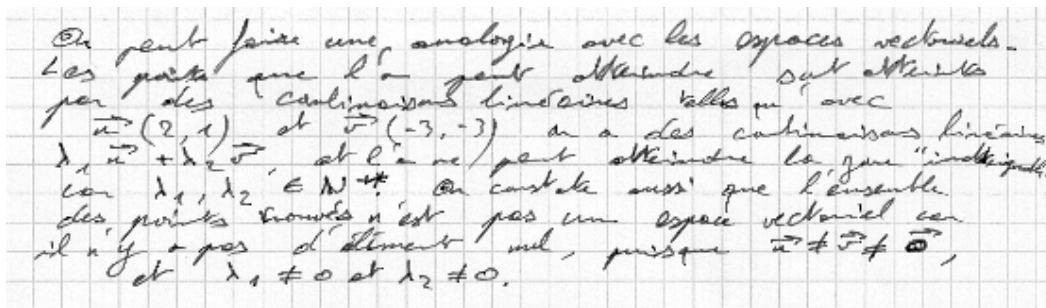 On peut faire une analogie avec les espaces vectoriels.
Les points que l'on peut atteindre sont atteints
par des combinaisons linéaires telles qu'avec
u⃗ (2, 1) et v⃗ (-3, -3) on a des combinaisons linéaires
λ₁ u⃗ + λ₂ v⃗ et l'on ne peut atteindre la zone "inatteignable"
car λ₁, λ₂ ∈ ℕ*. On constate aussi que l'ensemble
des points trouvés n'est pas un espace vectoriel car
il n'y a pas d'élément nul, puisque u⃗ ≠ v⃗ ≠ 0⃗,
et λ₁ ≠ 0 et λ₂ ≠ 0.